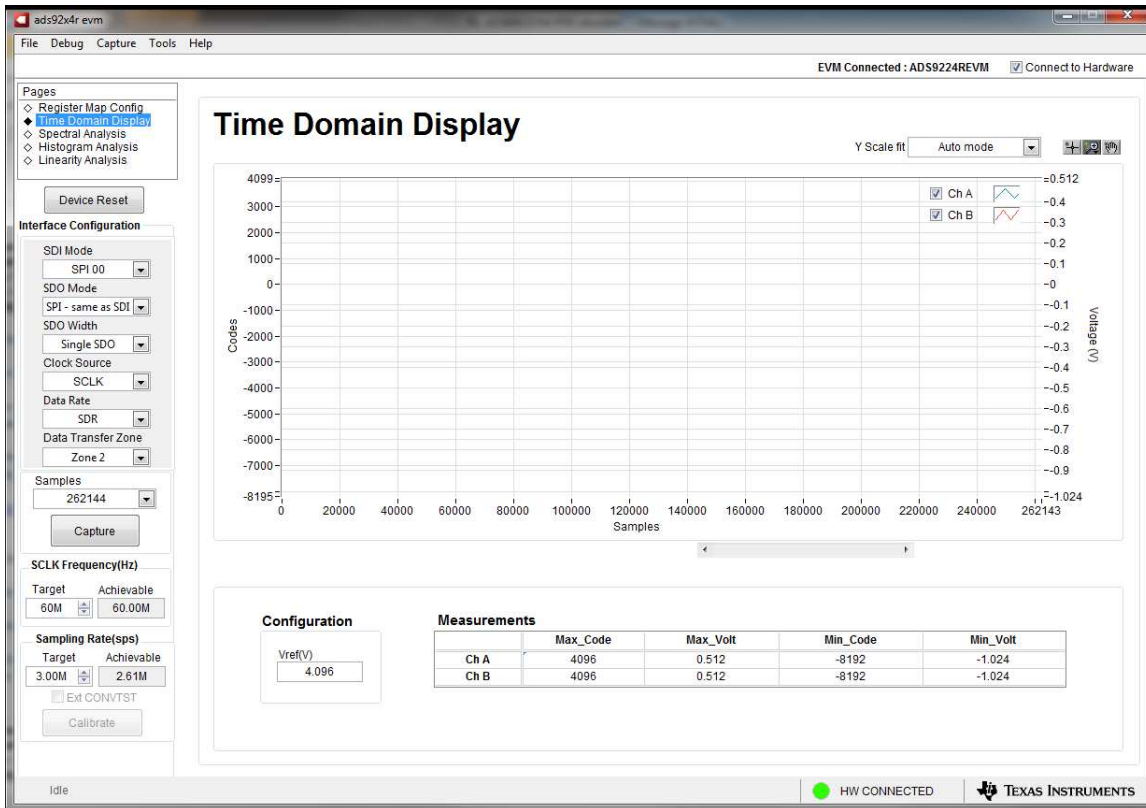 ads92x4r evm
File Debug Capture Tools Help
EVM Connected : ADS9224REVM Connect to Hardware
Pages
Register Map Config
Time Domain Display
Spectral Analysis
Histogram Analysis
Linearity Analysis
Device Reset
Interface Configuration
SDI Mode
SPI 00
SDO Mode
SPI - same as SDI
SDO Width
Single SDO
Clock Source
SCLK
Data Rate
SDR
Data Transfer Zone
Zone 2
Samples
262144
Capture
SCLK Frequency(Hz)
Target Achievable
60M 60.00M
Sampling Rate(sps)
Target Achievable
3.00M 2.61M
Ext CONVTST
Calibrate
Time Domain Display
Y Scale fit Auto mode
Ch A
Ch B
Codes
4099
3000
2000
1000
0
-1000
-2000
-3000
-4000
-5000
-6000
-7000
-8195
0.512
0.4
0.3
0.2
0.1
0
-0.1
-0.2
-0.3
-0.4
-0.5
-0.6
-0.7
-0.8
-0.9
-1.024
Voltage (V)
0 20000 40000 60000 80000 100000 120000 140000 160000 180000 200000 220000 240000 262143
Samples
Configuration
Vref(V)
4.096
Measurements
Max_Code Max_Volt Min_Code Min_Volt
Ch A 4096 0.512 -8192 -1.024
Ch B 4096 0.512 -8192 -1.024
Idle
HW CONNECTED
TEXAS INSTRUMENTS